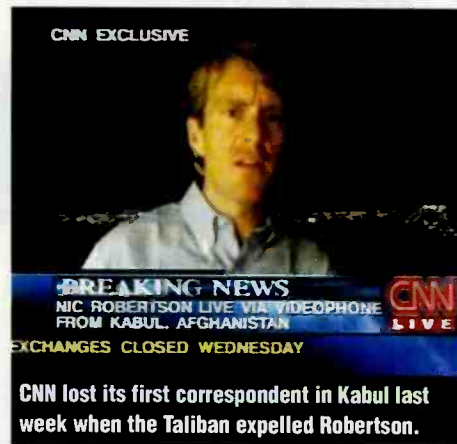 CNN EXCLUSIVE
BREAKING NEWS
NIC ROBERTSON LIVE VIA VIDEOPHONE
FROM KABUL, AFGHANISTAN
CNN
LIVE
EXCHANGES CLOSED WEDNESDAY
CNN lost its first correspondent in Kabul last
week when the Taliban expelled Robertson.